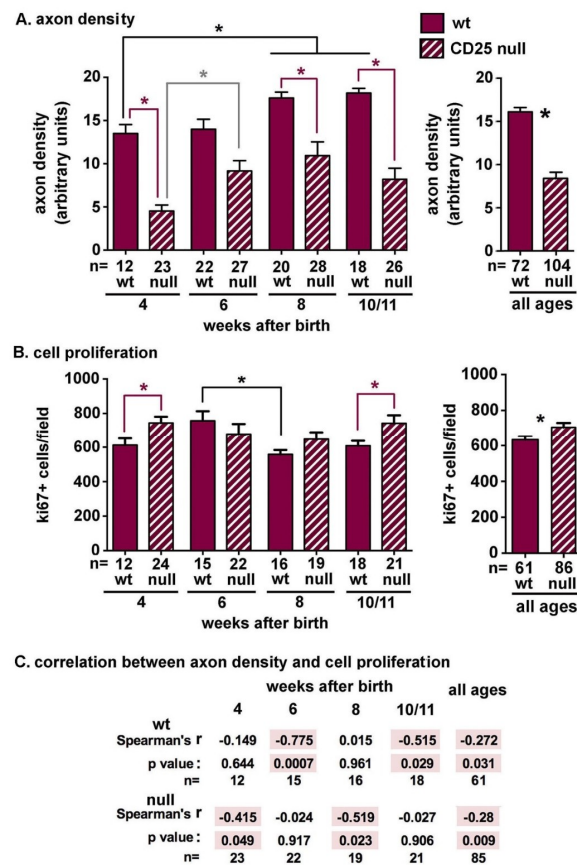 A. axon density
wt
CD25 null
*
* * * *
axon density
(arbitrary units)
20
15
10
5
0
n= 12 23 22 27 20 28 18 26
wt null wt null wt null wt null
4 6 8 10/11
weeks after birth
axon density
(arbitrary units)
20
15
10
5
0
*
n= 72 104
wt null
all ages
B. cell proliferation
ki67+ cells/field
1000
800
600
400
200
0
* * *
n= 12 24 15 22 16 19 18 21
wt null wt null wt null wt null
4 6 8 10/11
weeks after birth
ki67+ cells/field
1000
800
600
400
200
0
*
n= 61 86
wt null
all ages
C. correlation between axon density and cell proliferation
weeks after birth all ages
4 6 8 10/11
wt
Spearman's r -0.149 -0.775 0.015 -0.515 -0.272
p value: 0.644 0.0007 0.961 0.029 0.031
n= 12 15 16 18 61
null
Spearman's r -0.415 -0.024 -0.519 -0.027 -0.28
p value: 0.049 0.917 0.023 0.906 0.009
n= 23 22 19 21 85